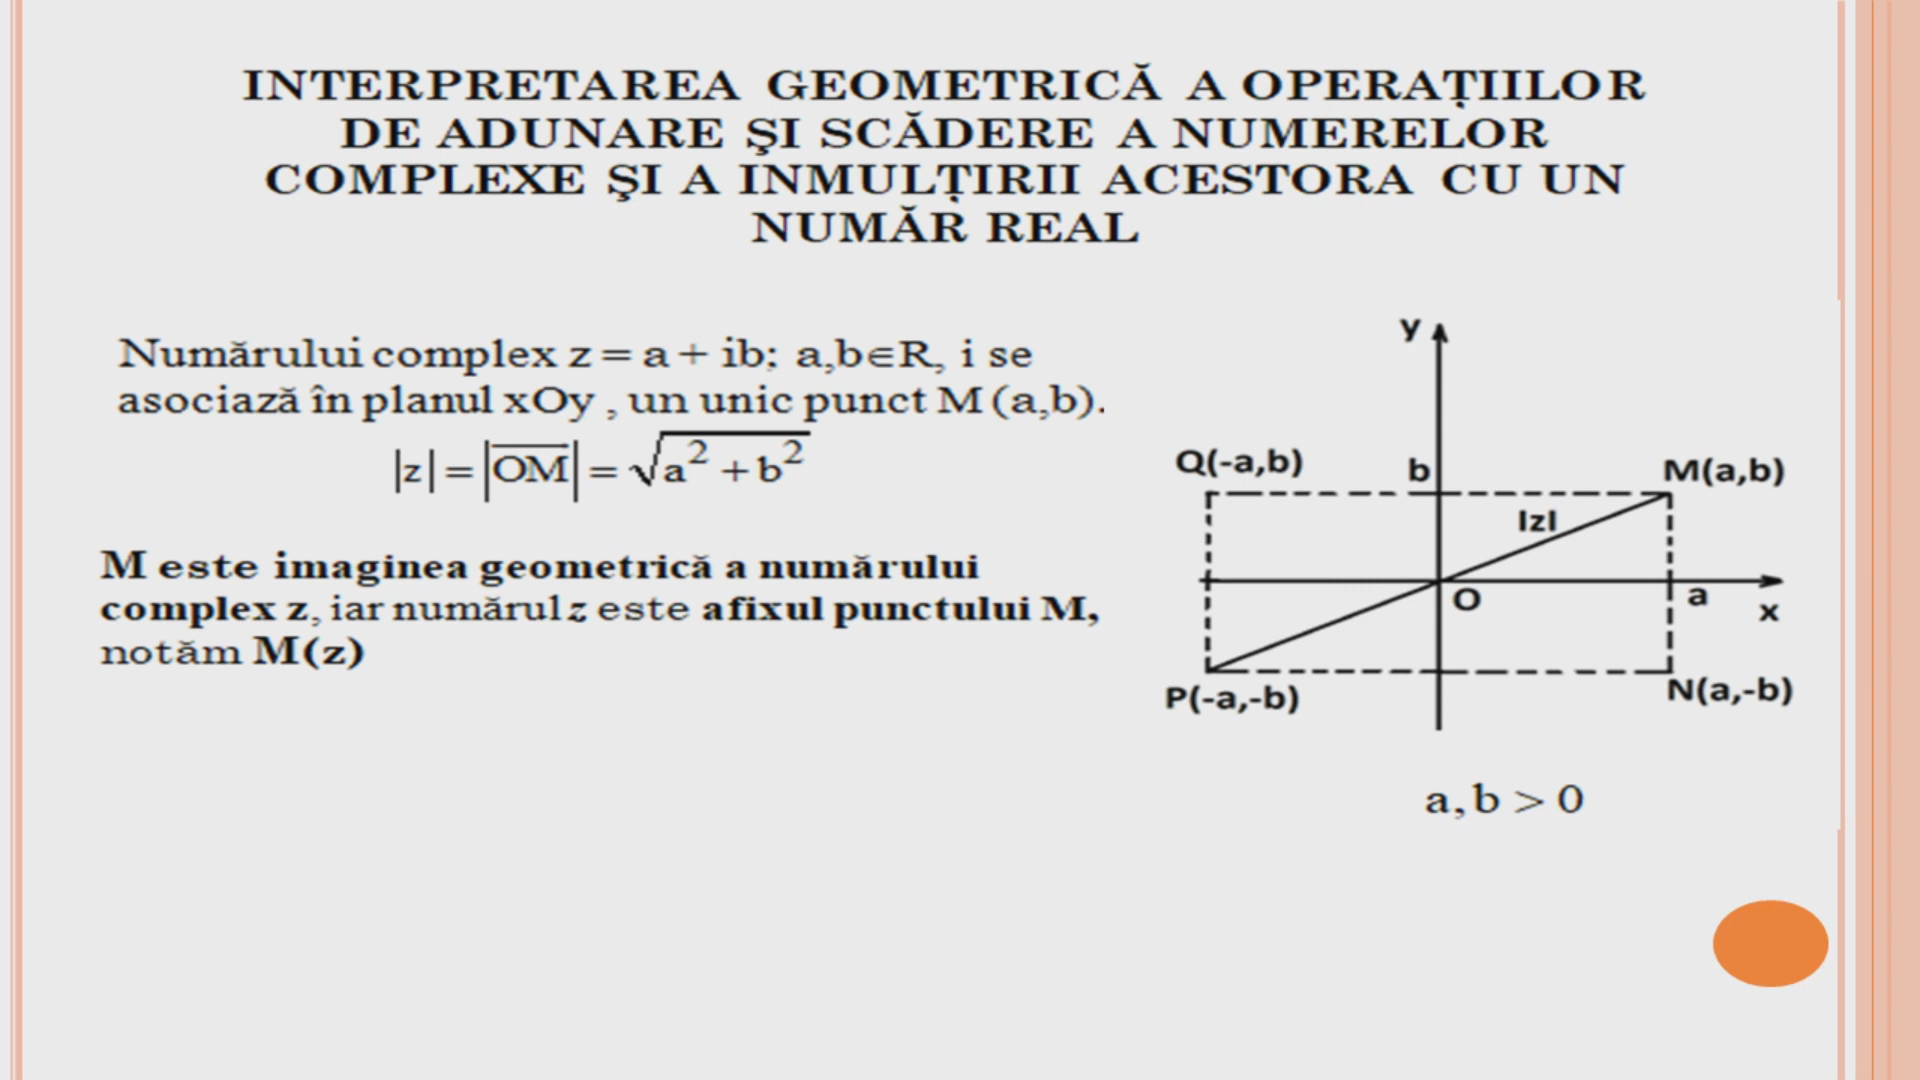 INTERPRETAREA GEOMETRICĂ A OPERAȚIILOR
DE ADUNARE ŞI SCĂDERE A NUMERELOR
COMPLEXE ŞI A INMULȚIRII ACESTORA CU UN
NUMĂR REAL
Numărului complex z = a + ib; a,b∈R, i se
asociază în planul xOy , un unic punct M (a,b).
|z| = |\overline{OM}| = √(a² + b²)
M este imaginea geometrică a numărului
complex z, iar numărul z este afixul punctului M,
notăm M(z)
y
Q(-a,b) b M(a,b)
|z|
O a x
P(-a,-b) N(a,-b)
a, b > 0